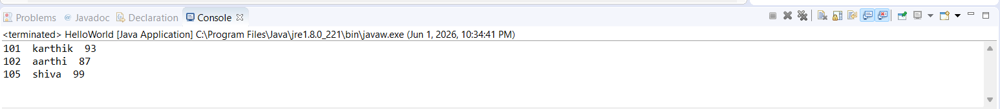 Problems @ Javadoc Declaration Console
<terminated> HelloWorld [Java Application] C:\Program Files\Java\jre1.8.0_221\bin\javaw.exe (Jun 1, 2026, 10:34:41 PM)
101  karthik  93
102  aarthi  87
105  shiva  99